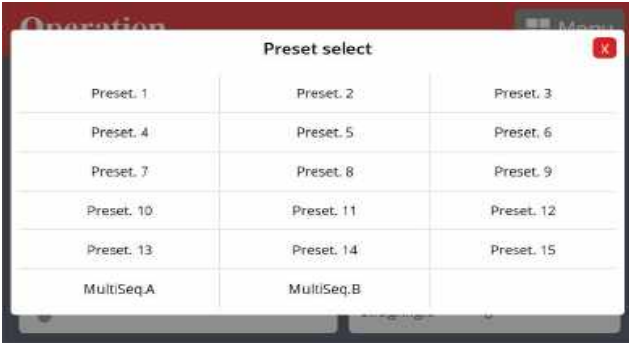 Operation
Menu
Preset select
X
Preset. 1 Preset. 2 Preset. 3
Preset. 4 Preset. 5 Preset. 6
Preset. 7 Preset. 8 Preset. 9
Preset. 10 Preset. 11 Preset. 12
Preset. 13 Preset. 14 Preset. 15
MultiSeq.A MultiSeq.B